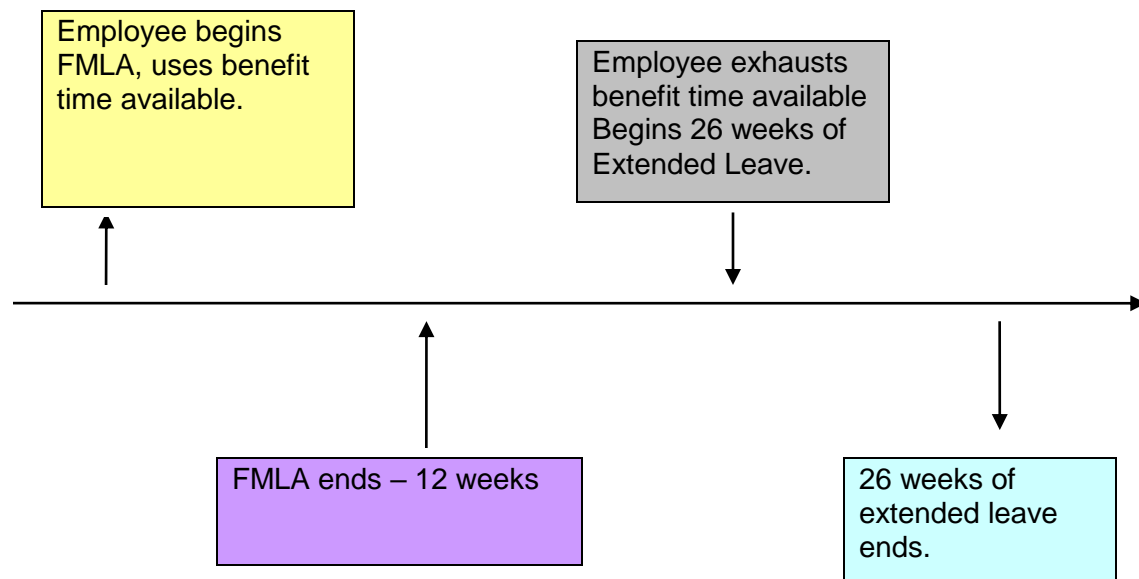 Employee begins
FMLA, uses benefit
time available.
Employee exhausts
benefit time available
Begins 26 weeks of
Extended Leave.
FMLA ends – 12 weeks
26 weeks of
extended leave
ends.